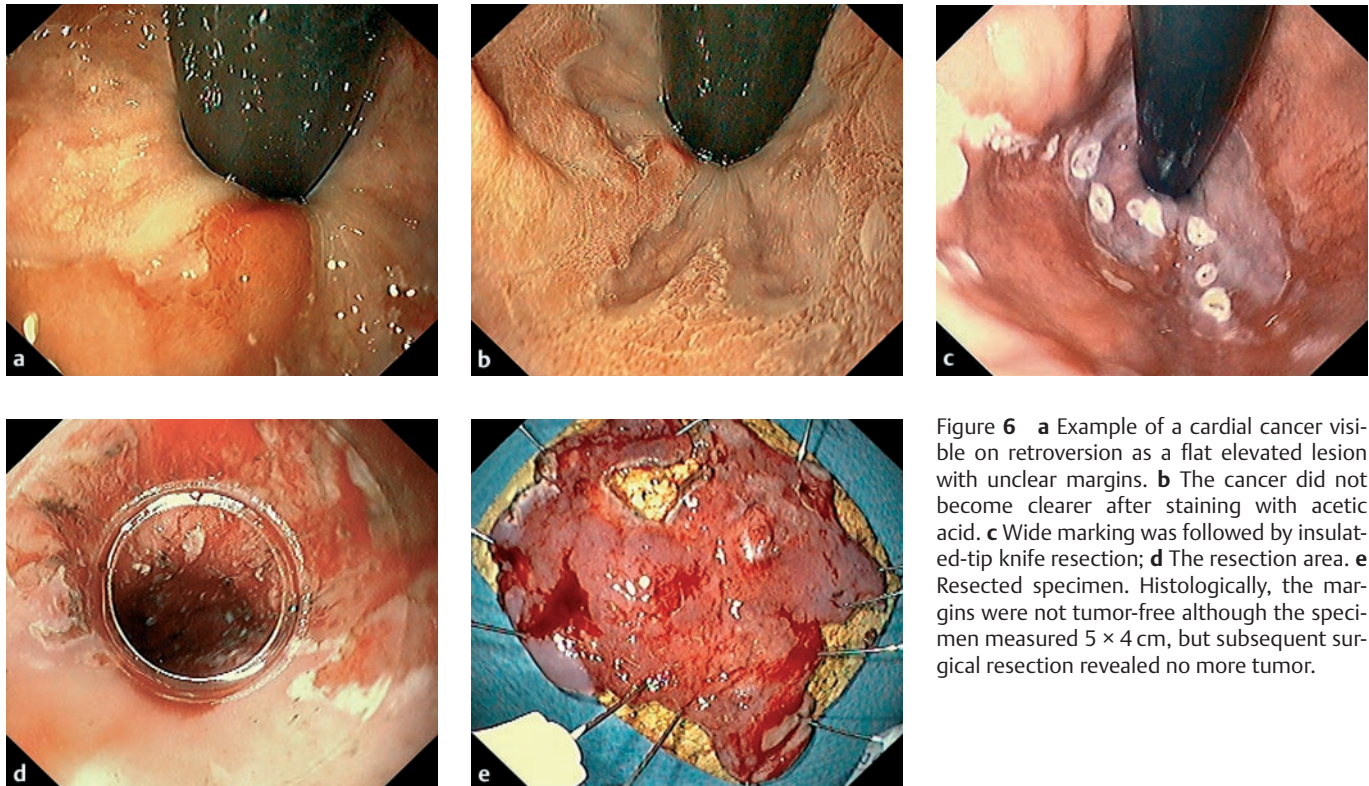 a
b
c
d
e
Figure 6 a Example of a cardial cancer visi-
ble on retroversion as a flat elevated lesion
with unclear margins. b The cancer did not
become clearer after staining with acetic
acid. c Wide marking was followed by insulat-
ed-tip knife resection; d The resection area. e
Resected specimen. Histologically, the mar-
gins were not tumor-free although the speci-
men measured 5 × 4 cm, but subsequent sur-
gical resection revealed no more tumor.